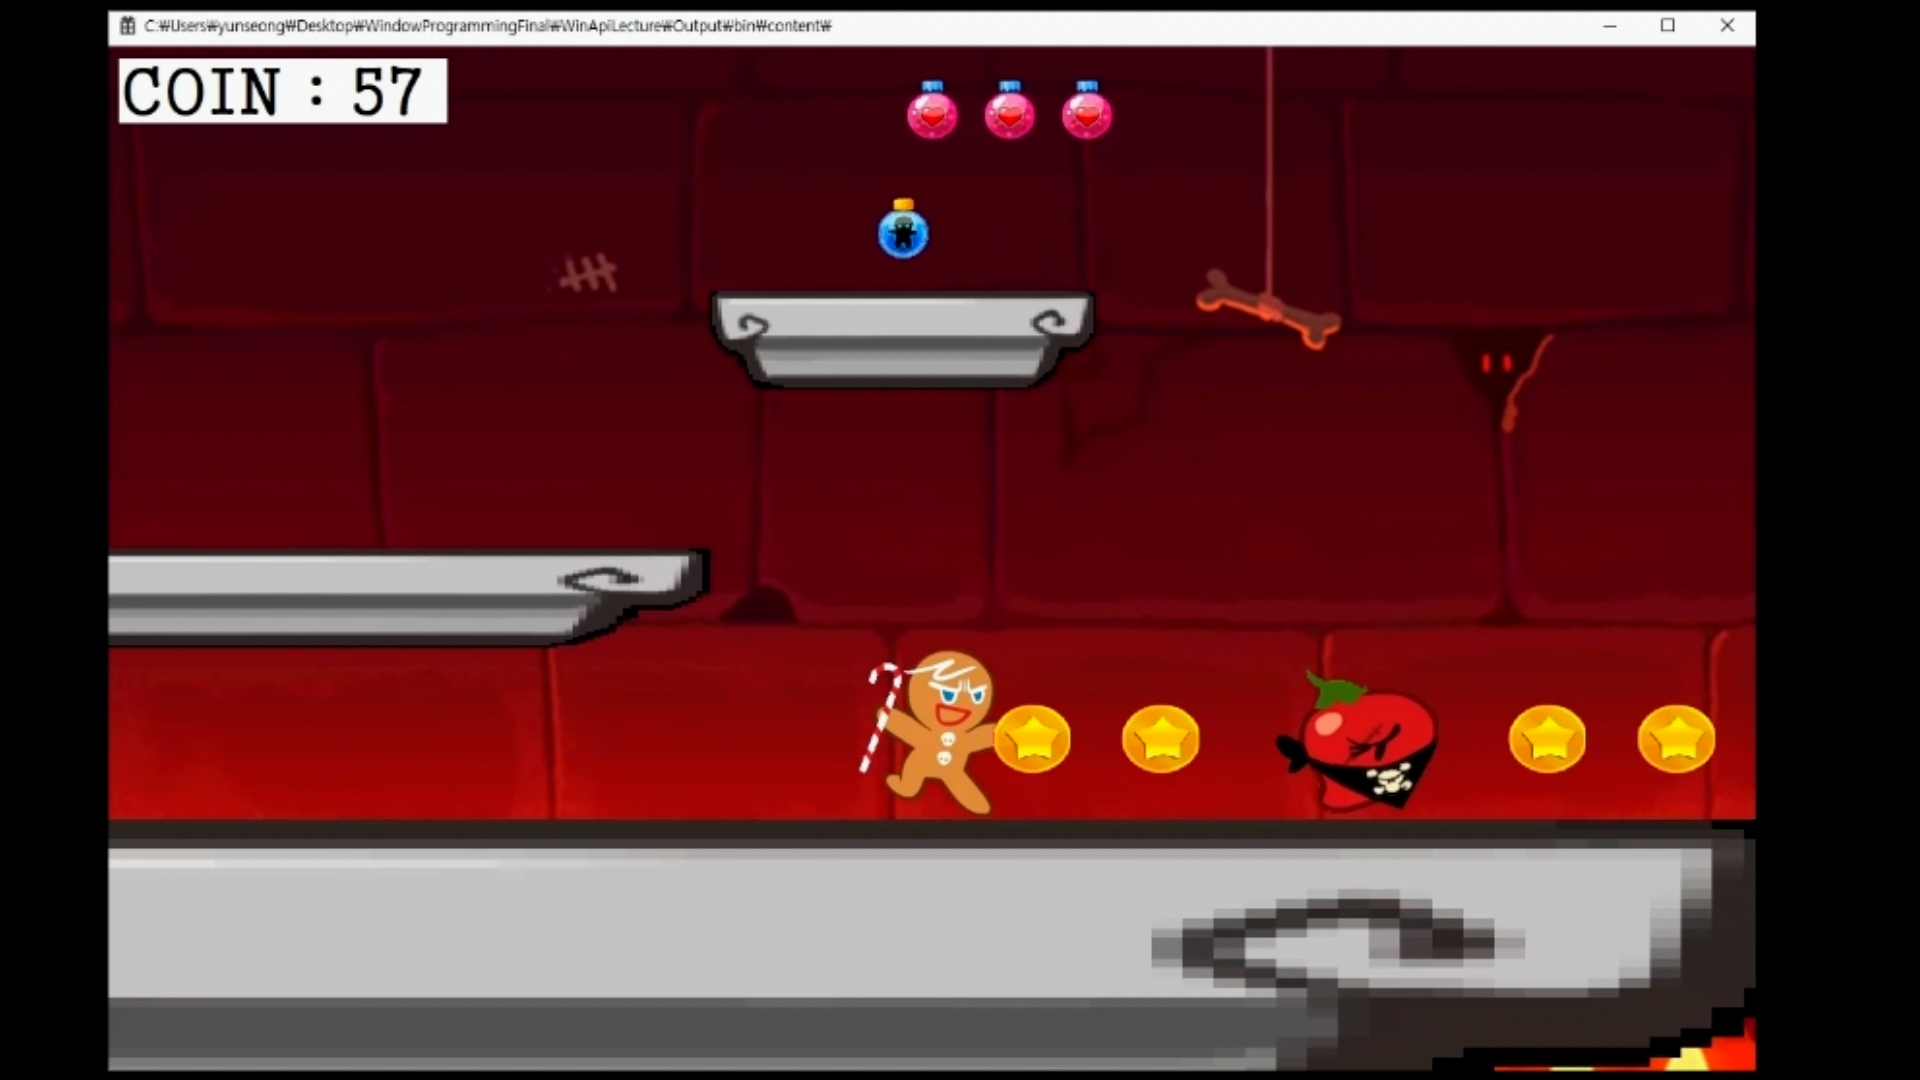 C:₩Users₩yunseong₩Desktop₩WindowProgrammingFinal₩WinApiLecture₩Output₩bin₩content₩
COIN : 57